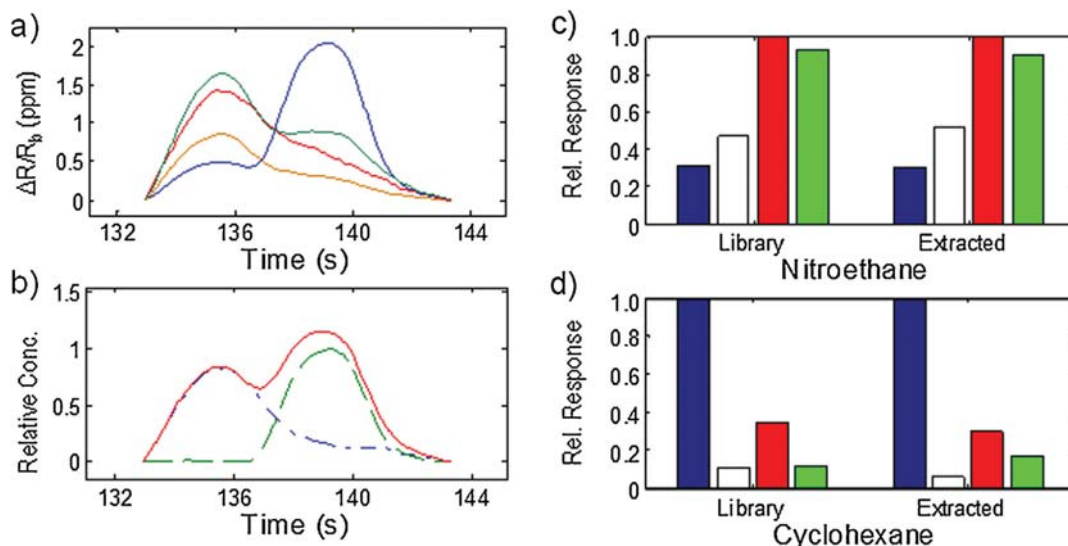 a)
ΔR/Rb (ppm)
2
1.5
1
0.5
0
132
136
140
144
Time (s)
b)
Relative Conc.
1.5
1
0.5
0
132
136
140
144
Time (s)
c)
Rel. Response
1.0
0.8
0.6
0.4
0.2
0
Library
Extracted
Nitroethane
d)
Rel. Response
1.0
0.8
0.6
0.4
0.2
0
Library
Extracted
Cyclohexane